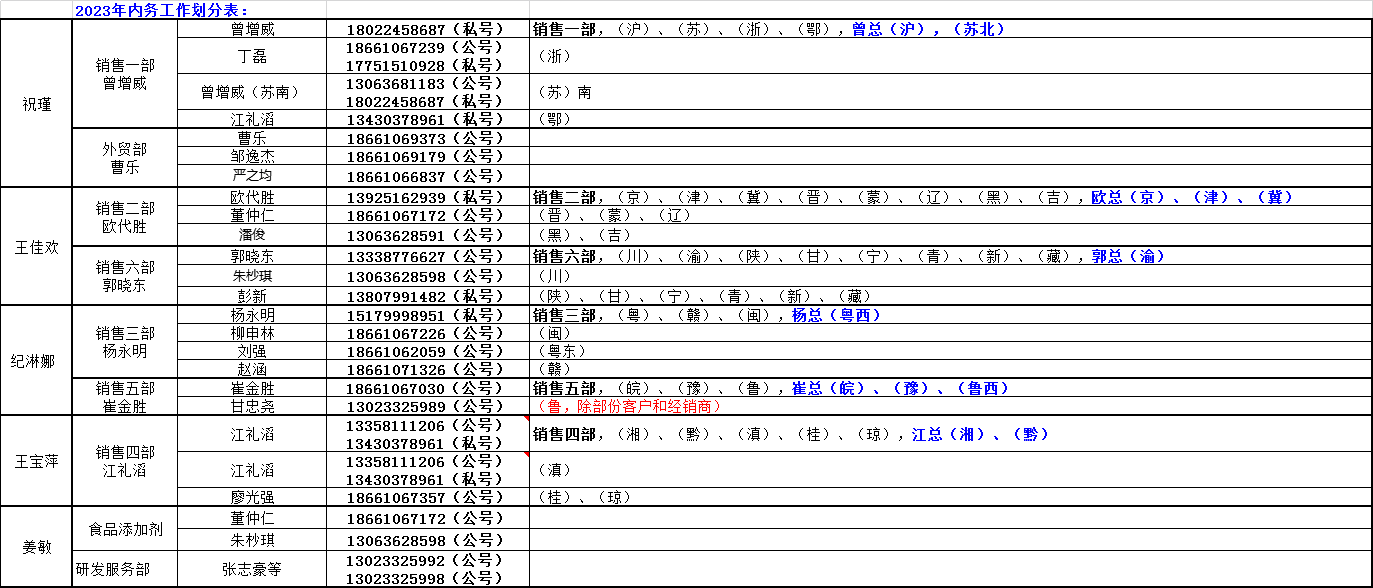 2023年内务工作划分表：
祝瑾
销售一部
曾增威
曾增威 18022458687（私号） 销售一部，（沪）、（苏）、（浙）、（鄂），曾总（沪），（苏北）
丁磊 18661067239（公号）
17751510928（私号） （浙）
曾增威（苏南） 13063681183（公号）
18022458687（私号） （苏）南
江礼滔 13430378961（私号） （鄂）
外贸部
曹乐
曹乐 18661069373（公号）
邹逸杰 18661069179（公号）
严之均 18661066837（公号）
王佳欢
销售二部
欧代胜
欧代胜 13925162939（私号） 销售二部，（京）、（津）、（冀）、（晋）、（蒙）、（辽）、（黑）、（吉），欧总（京）、（津）、（冀）
董仲仁 18661067172（公号） （晋）、（蒙）、（辽）
潘俊 13063628591（公号） （黑）、（吉）
销售六部
郭晓东
郭晓东 13338776627（公号） 销售六部，（川）、（渝）、（陕）、（甘）、（宁）、（青）、（新）、（藏），郭总（渝）
朱杪琪 13063628598（公号） （川）
彭新 13807991482（私号） （陕）、（甘）、（宁）、（青）、（新）、（藏）
纪淋娜
销售三部
杨永明
杨永明 15179998951（私号） 销售三部，（粤）、（赣）、（闽），杨总（粤西）
柳申林 18661067226（公号） （闽）
刘强 18661062059（公号） （粤东）
赵涵 18661071326（公号） （赣）
销售五部
崔金胜
崔金胜 18661067030（公号） 销售五部，（皖）、（豫）、（鲁），崔总（皖）、（豫）、（鲁西）
甘忠尧 13023325989（公号） （鲁，除部份客户和经销商）
王宝萍
销售四部
江礼滔
江礼滔 13358111206（公号）
13430378961（私号） 销售四部，（湘）、（黔）、（滇）、（桂）、（琼），江总（湘）、（黔）
江礼滔 13358111206（公号）
13430378961（私号） （滇）
廖光强 18661067357（公号） （桂）、（琼）
姜敏
食品添加剂
董仲仁 18661067172（公号）
朱杪琪 13063628598（公号）
研发服务部 张志豪等 13023325992（公号）
13023325998（公号）